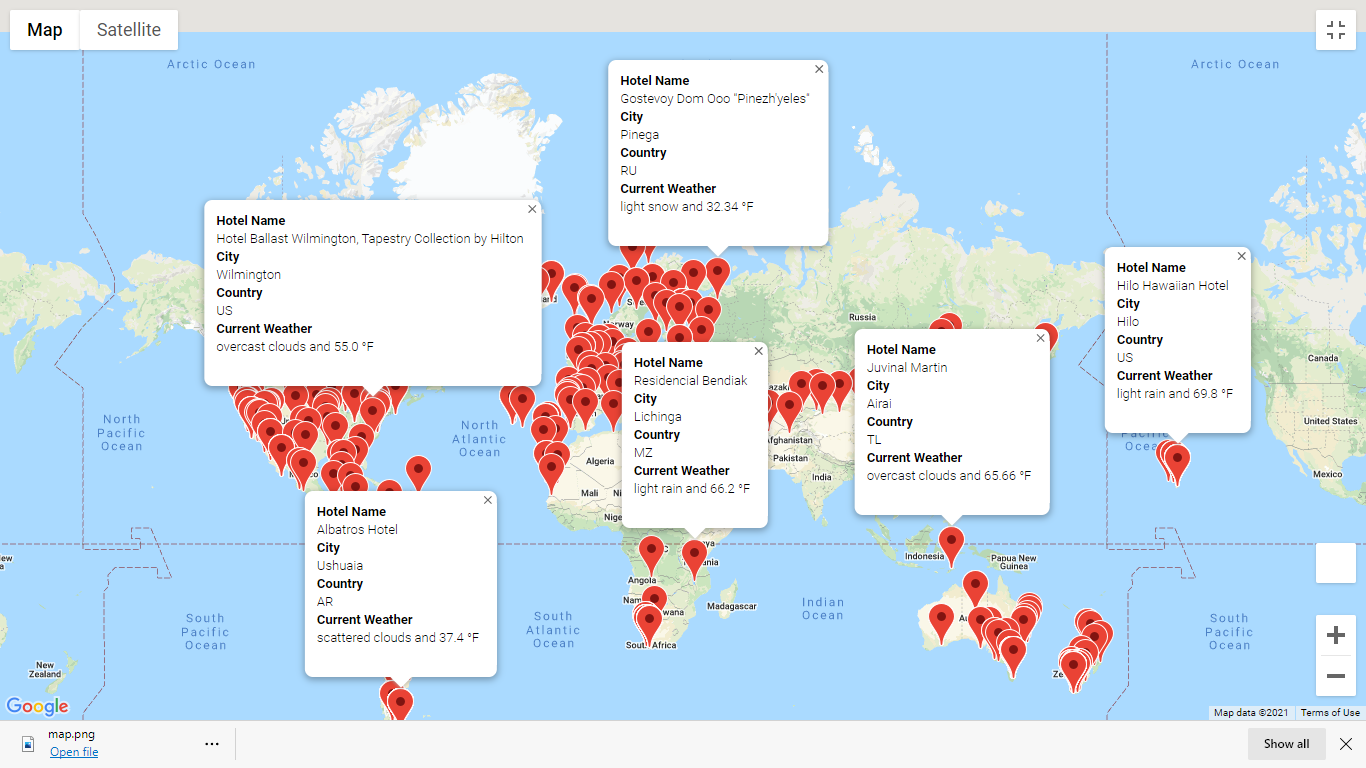 Map
Satellite
Arctic Ocean
Arctic Ocean
Hotel Name
Gostevoy Dom Ooo "Pinezh'yeles"
City
Pinega
Country
RU
Current Weather
light snow and 32.34 °F
Hotel Name
Hotel Ballast Wilmington, Tapestry Collection by Hilton
City
Wilmington
Country
US
Current Weather
overcast clouds and 55.0 °F
Hotel Name
Hilo Hawaiian Hotel
City
Hilo
Country
US
Current Weather
light rain and 69.8 °F
Hotel Name
Juvinal Martin
City
Airai
Country
TL
Current Weather
overcast clouds and 65.66 °F
Hotel Name
Residencial Bendiak
City
Lichinga
Country
MZ
Current Weather
light rain and 66.2 °F
Hotel Name
Albatros Hotel
City
Ushuaia
Country
AR
Current Weather
scattered clouds and 37.4 °F
Norway
Russia
Canada
United States
Mexico
North
Pacific
Ocean
North
Atlantic
Ocean
Pacific
Algeria
Mali
Afghanistan
Pakistan
India
Indonesia
Papua New
Guinea
Angola
Madagascar
South Africa
Indian
Ocean
South
Pacific
Ocean
South
Atlantic
Ocean
South
Pacific
Ocean
New
Zealand
Google
Map data ©2021
Terms of Use
map.png
Open file
Show all